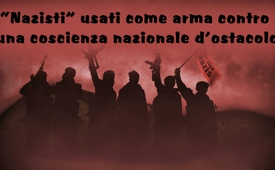 “Nazisti” usati come arma contro
una coscienza nazionale d’ostacolo